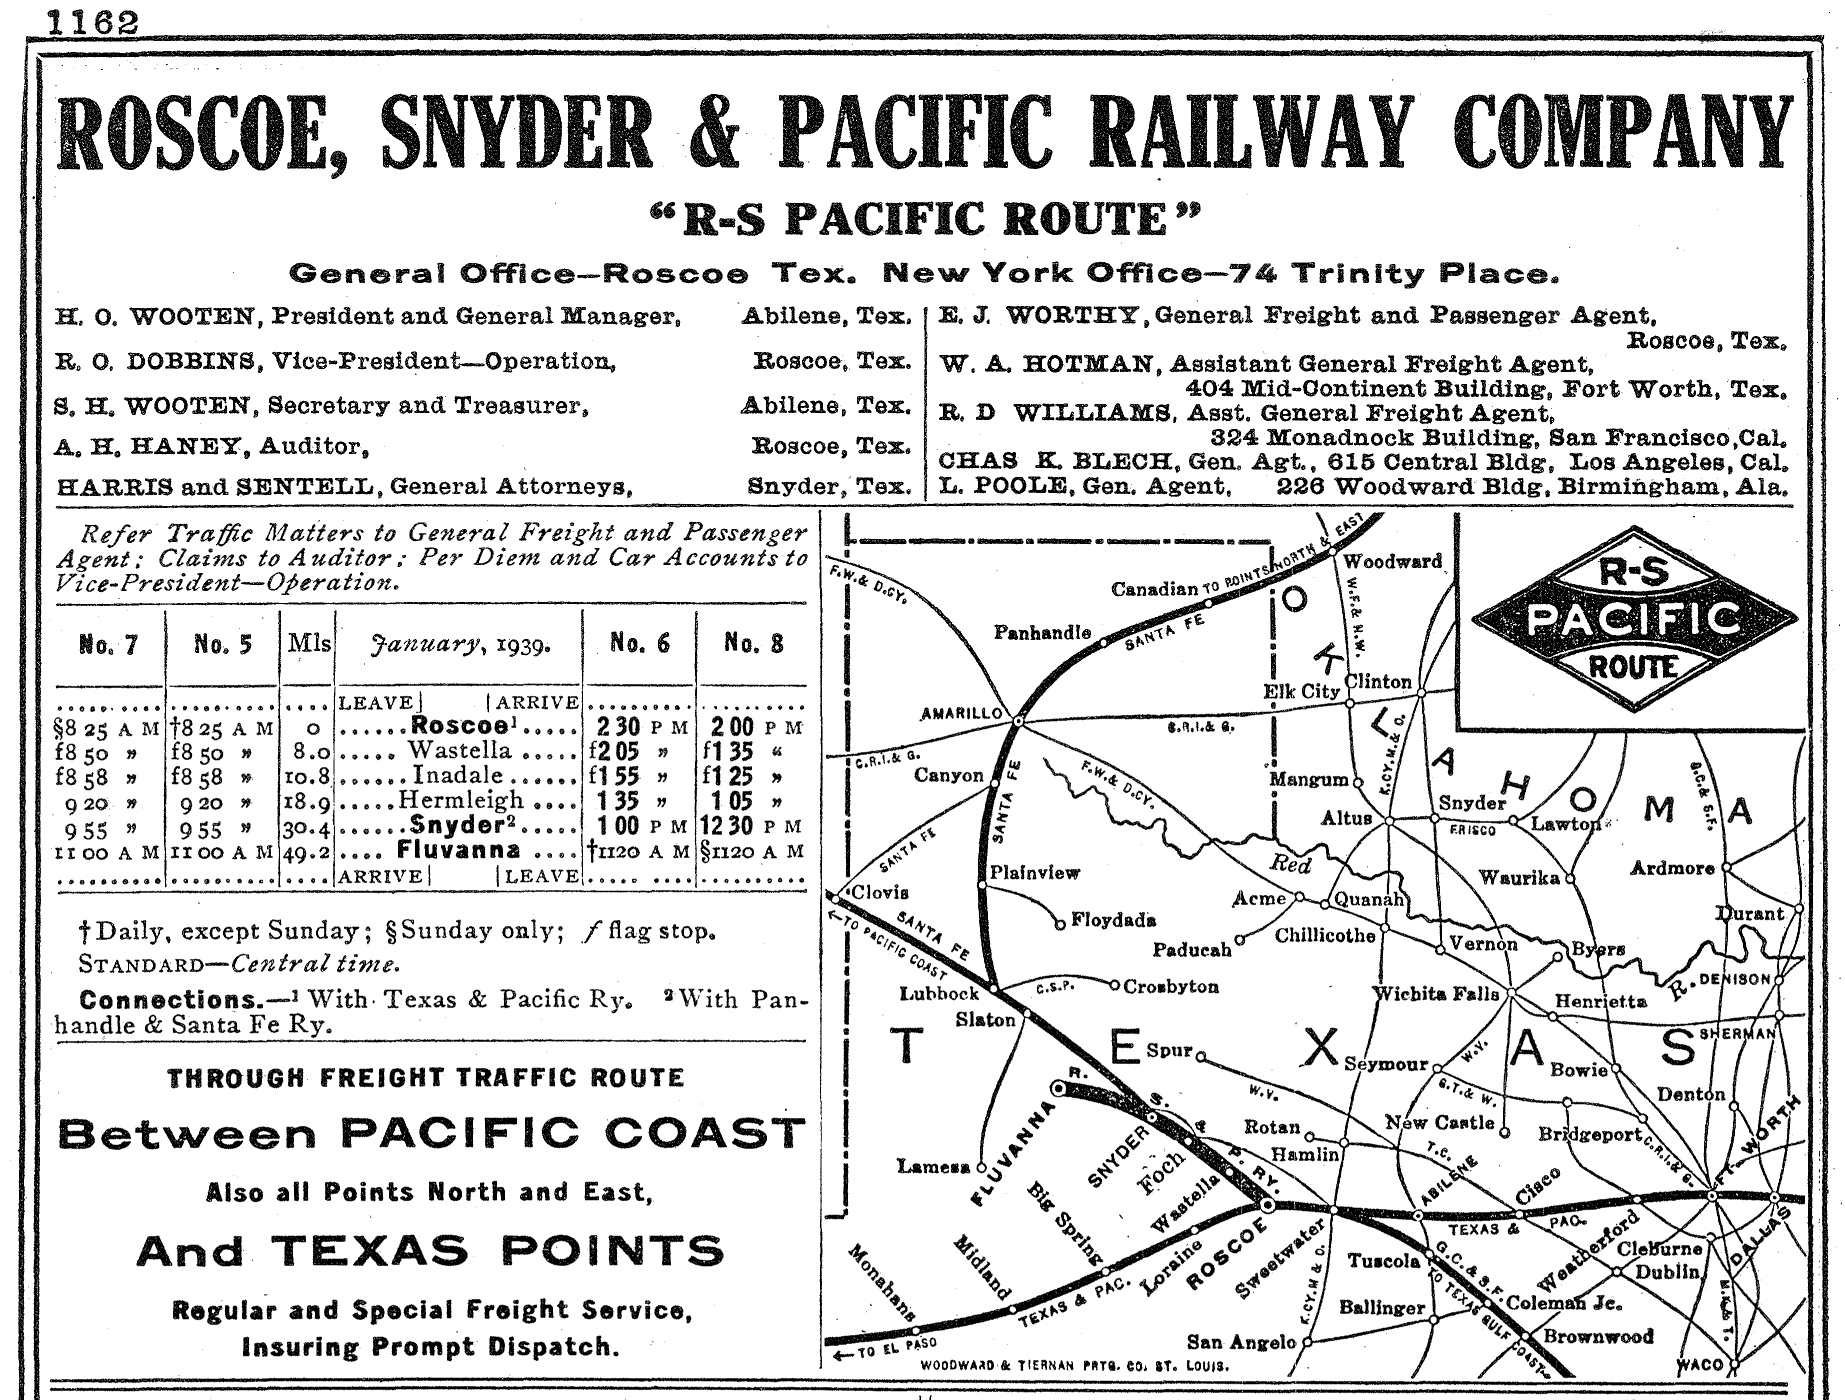 1162
ROSCOE, SNYDER & PACIFIC RAILWAY COMPANY
“R-S PACIFIC ROUTE”
General Office—Roscoe Tex. New York Office—74 Trinity Place.
H. O. WOOTEN, President and General Manager, Abilene, Tex.
R. O. DOBBINS, Vice-President—Operation, Roscoe, Tex.
S. H. WOOTEN, Secretary and Treasurer, Abilene, Tex.
A. H. HANEY, Auditor, Roscoe, Tex.
HARRIS and SENTELL, General Attorneys, Snyder, Tex.
E. J. WORTHY, General Freight and Passenger Agent,
Roscoe, Tex.
W. A. HOTMAN, Assistant General Freight Agent,
404 Mid-Continent Building, Fort Worth, Tex.
R. D WILLIAMS, Asst. General Freight Agent,
324 Monadnock Building, San Francisco, Cal.
CHAS K. BLECH, Gen. Agt., 615 Central Bldg, Los Angeles, Cal.
L. POOLE, Gen. Agent, 226 Woodward Bldg, Birmingham, Ala.
Refer Traffic Matters to General Freight and Passenger
Agent; Claims to Auditor; Per Diem and Car Accounts to
Vice-President—Operation.
No. 7 No. 5 Mls January, 1939. No. 6 No. 8
LEAVE ARRIVE
§8 25 A M †8 25 A M 0 ......Roscoe¹..... 2 30 P M 2 00 P M
f8 50 ” f8 50 ” 8.0 ..... Wastella ..... f2 05 ” f1 35 “
f8 58 ” f8 58 ” 10.8 ......Inadale...... f1 55 ” f1 25 ”
9 20 ” 9 20 ” 18.9 .....Hermleigh .... 1 35 ” 1 05 ”
9 55 ” 9 55 ” 30.4 ......Snyder²..... 1 00 P M 12 30 P M
11 00 A M 11 00 A M 49.2 .... Fluvanna .... †11 20 A M §11 20 A M
ARRIVE LEAVE
†Daily, except Sunday; §Sunday only; f flag stop.
STANDARD—Central time.
Connections.—¹ With Texas & Pacific Ry. ² With Pan-
handle & Santa Fe Ry.
THROUGH FREIGHT TRAFFIC ROUTE
Between PACIFIC COAST
Also all Points North and East,
And TEXAS POINTS
Regular and Special Freight Service,
Insuring Prompt Dispatch.
R-S
PACIFIC
ROUTE
F.W. & D.CY.
Canadian
TO POINTS NORTH & EAST
Woodward
W.F. & N.W.
Panhandle
SANTA FE
OKLAHOMA
Elk City
Clinton
AMARILLO
C.R.I. & G.
C.R.I. & G.
K.CY.M. & O.
G.C. & S.F.
Canyon
SANTA FE
F.W. & D.CY.
Mangum
Altus
Snyder
FRISCO
Lawton
SANTA FE
Red
R.
Plainview
Clovis
Waurika
Ardmore
Acme
Quanah
Durant
Floydada
Paducah
Chillicothe
Vernon
Byers
SANTA FE
← TO PACIFIC COAST
Lubbock
C.S.P.
Crosbyton
Wichita Falls
Henrietta
DENISON
Slaton
SHERMAN
TEXAS
Spur
Seymour
W.V.
Bowie
G.T. & W.
Denton
W.V.
New Castle
Bridgeport
C.R.I. & G.
FT. WORTH
R. S. & P. RY.
FLUVANNA
SNYDER
Foch
Wastella
ROSCOE
Rotan
Hamlin
T.C.
ABILENE
Cisco
Lamesa
Big Spring
Midland
Monahans
Loraine
Sweetwater
TEXAS & PAC.
TEXAS & PAC.
Weatherford
Cleburne
DALLAS
Dublin
Tuscola
G.C. & S.F.
TO TEXAS GULF COAST
Coleman Jc.
Ballinger
K.CY.M. & O.
San Angelo
Brownwood
M.K. & T.
WACO
← TO EL PASO
WOODWARD & TIERNAN PRTG. CO. ST. LOUIS.